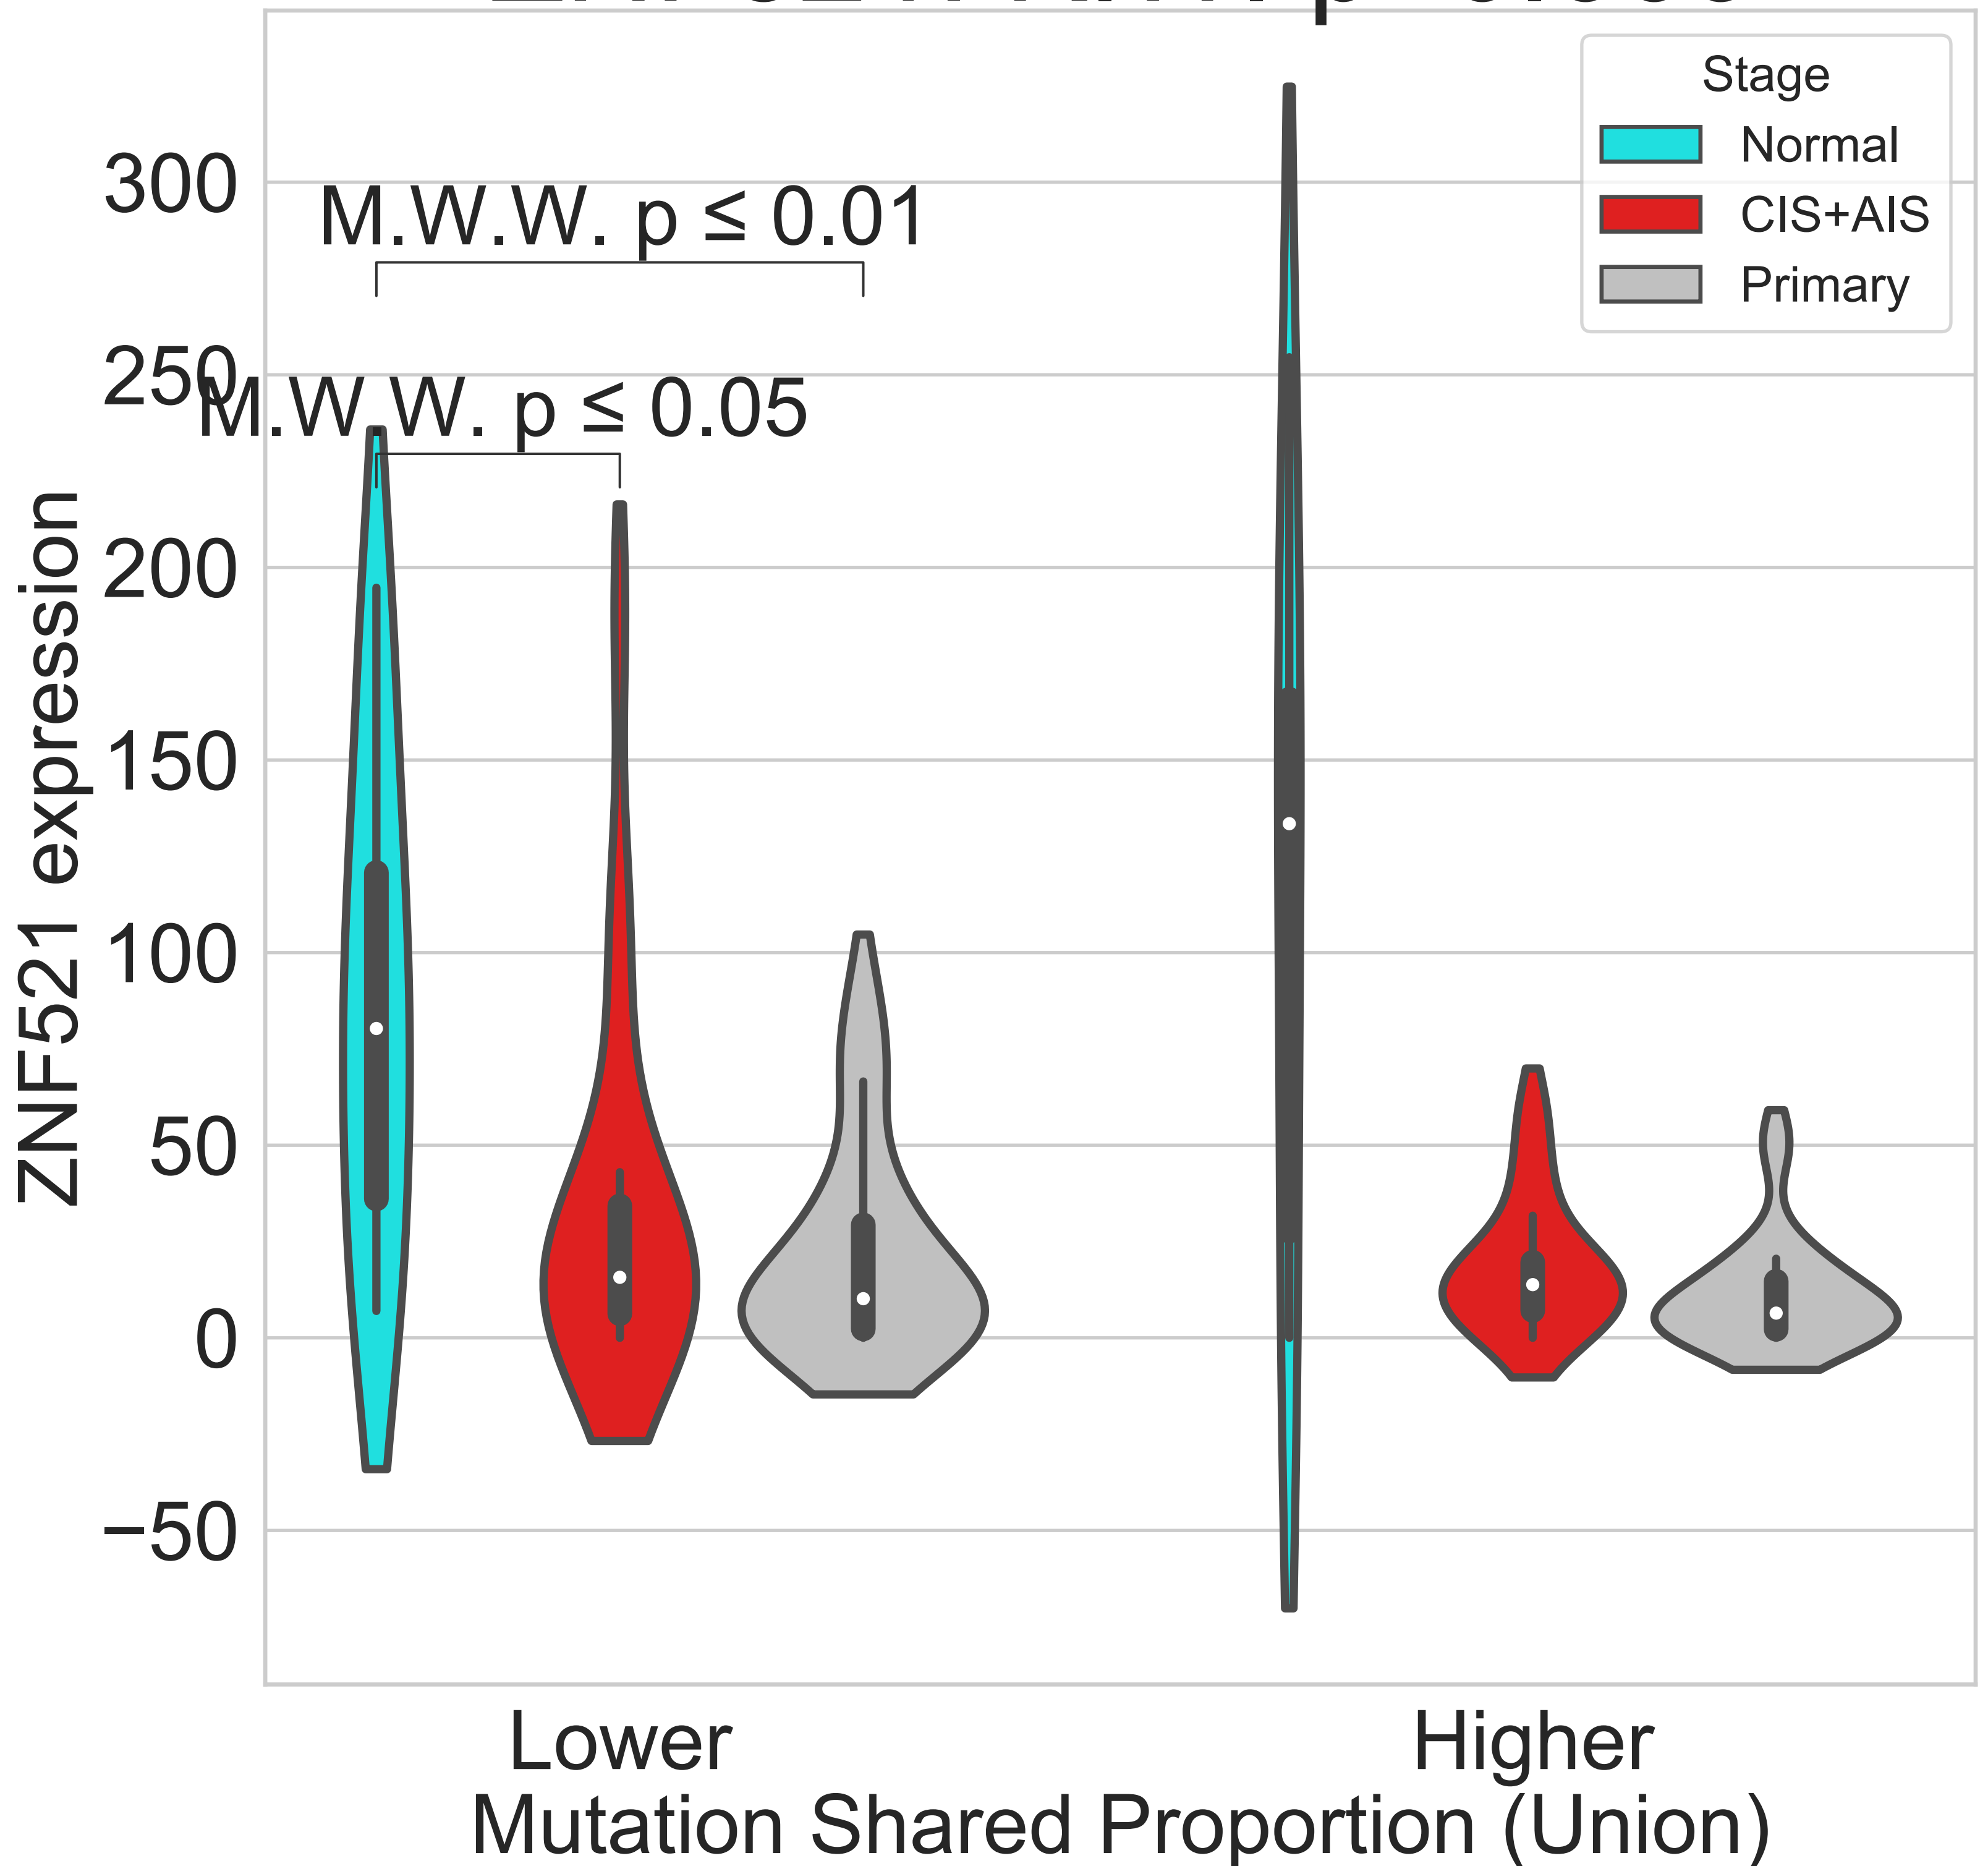 Stage
Normal
CIS+AIS
Primary
300
M.W.W. p ≤ 0.01
250
M.W.W. p ≤ 0.05
200
150
100
50
0
−50
ZNF521 expression
Lower
Higher
Mutation Shared Proportion (Union)